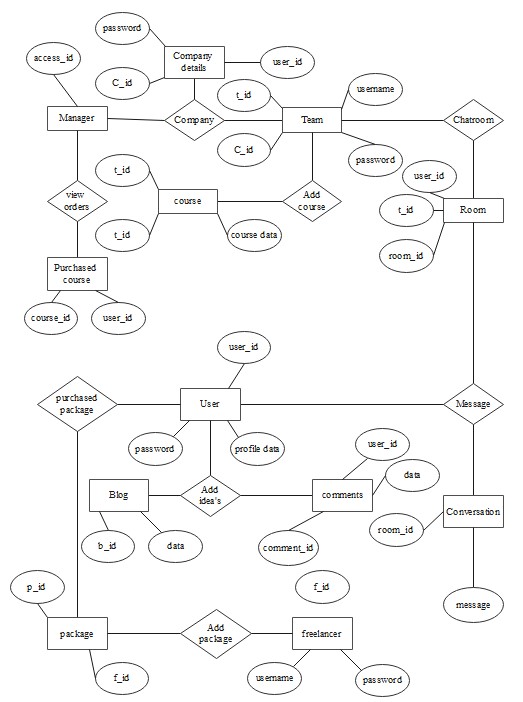 password
Company
details
access_id
user_id
C_id
t_id
username
Manager
Company
Team
Chatroom
C_id
password
t_id
user_id
view
orders
course
Add
course
t_id
Room
t_id
course data
room_id
Purchased
course
course_id
user_id
user_id
purchased
package
User
Message
password
profile data
user_id
data
Blog
Add
idea's
comments
Conversation
room_id
b_id
data
comment_id
p_id
f_id
message
package
Add
package
freelancer
f_id
username
password